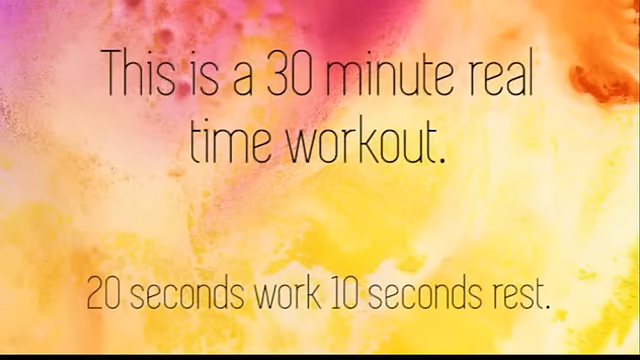 This is a 30 minute real
time workout.
20 seconds work 10 seconds rest.